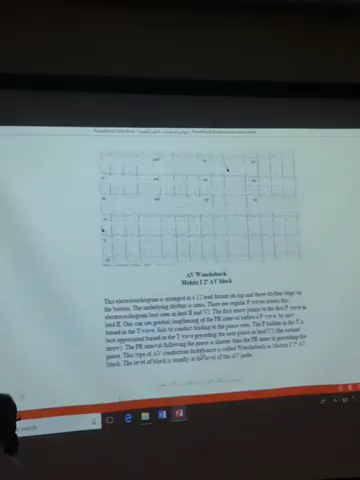 AV Wenckebach
Mobitz I 2° AV block
This electrocardiogram is arranged in a 12 lead format on top and three rhythm strips on
the bottom. The underlying rhythm is sinus. There are regular P waves across the
electrocardiogram best seen in lead II and V2. The first arrow points to the first P wave in
lead II. One can see gradual lengthening of the PR interval before a P wave, by now
buried in the T wave, fails to conduct leading to the pause seen. The P hidden in the T is
best appreciated buried in the T wave preceding the next pause in lead V2 (the second
arrow). The PR interval following the pause is shorter than the PR interval preceding the
pause. This type of AV conduction disturbance is called Wenckebach or Mobitz I 2° AV
block. The level of block is usually at the level of the AV node.